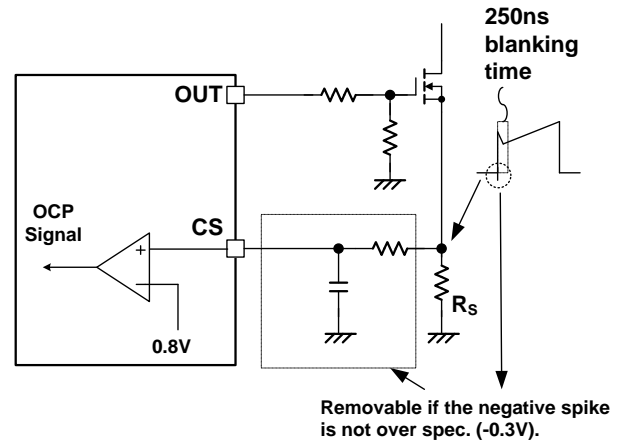 250ns
blanking
time
OUT
OCP
Signal
CS
+
-
0.8V
RS
Removable if the negative spike
is not over spec. (-0.3V).